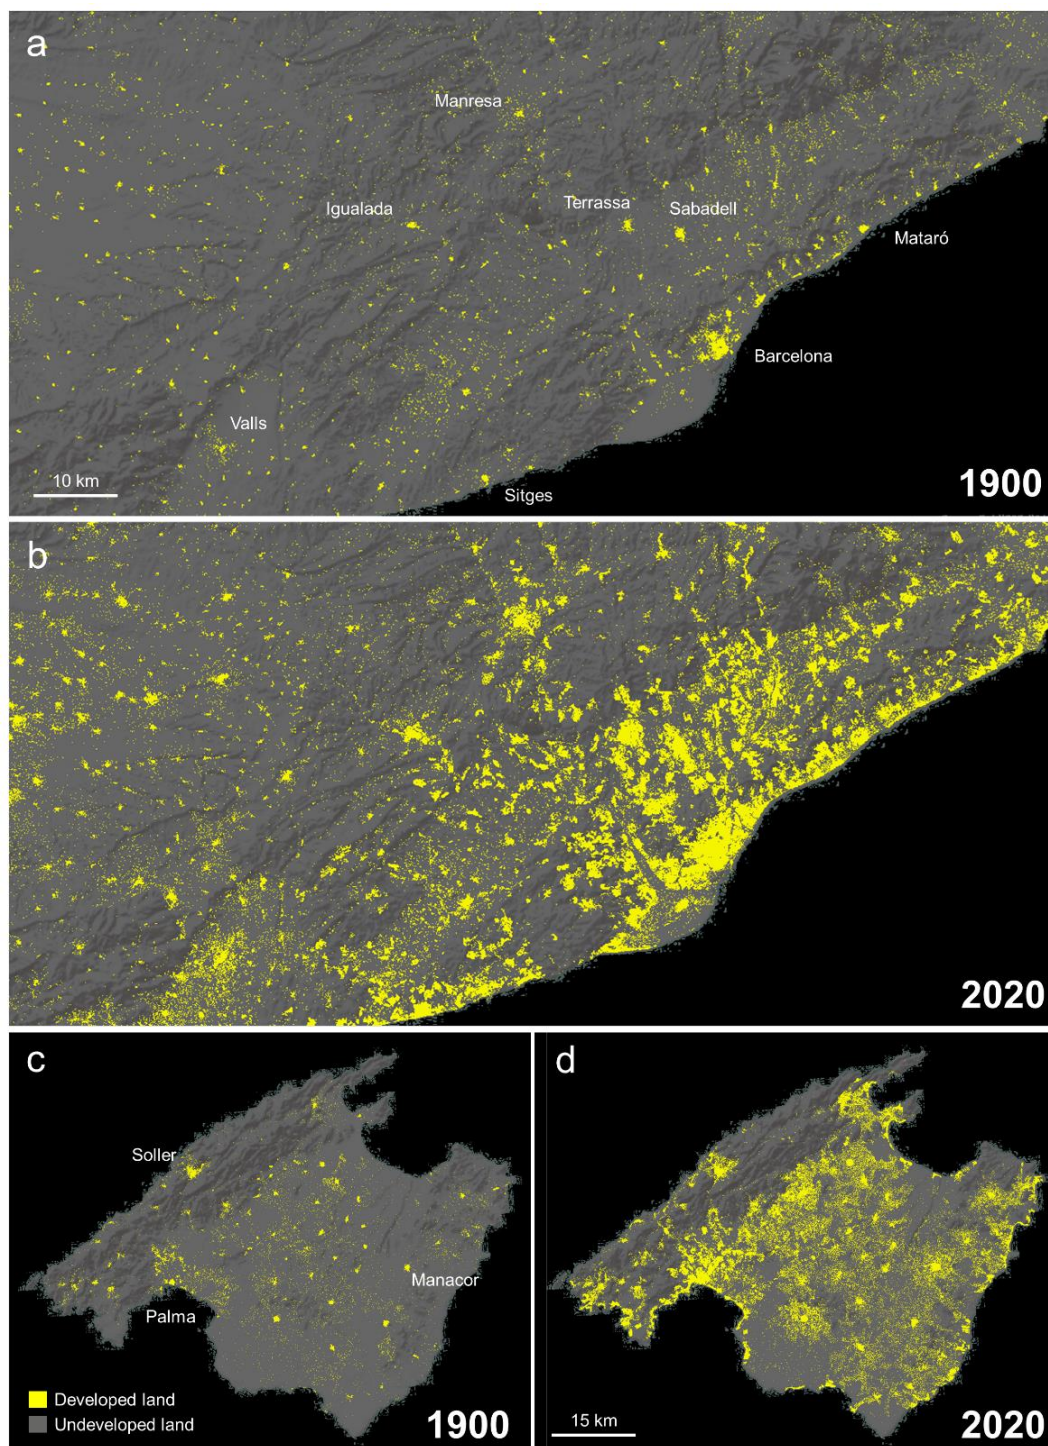 a
Manresa
Igualada
Terrassa
Sabadell
Mataró
Barcelona
Valls
10 km
Sitges
1900
b
2020
c
Soller
Manacor
Palma
Developed land
Undeveloped land
1900
d
15 km
2020